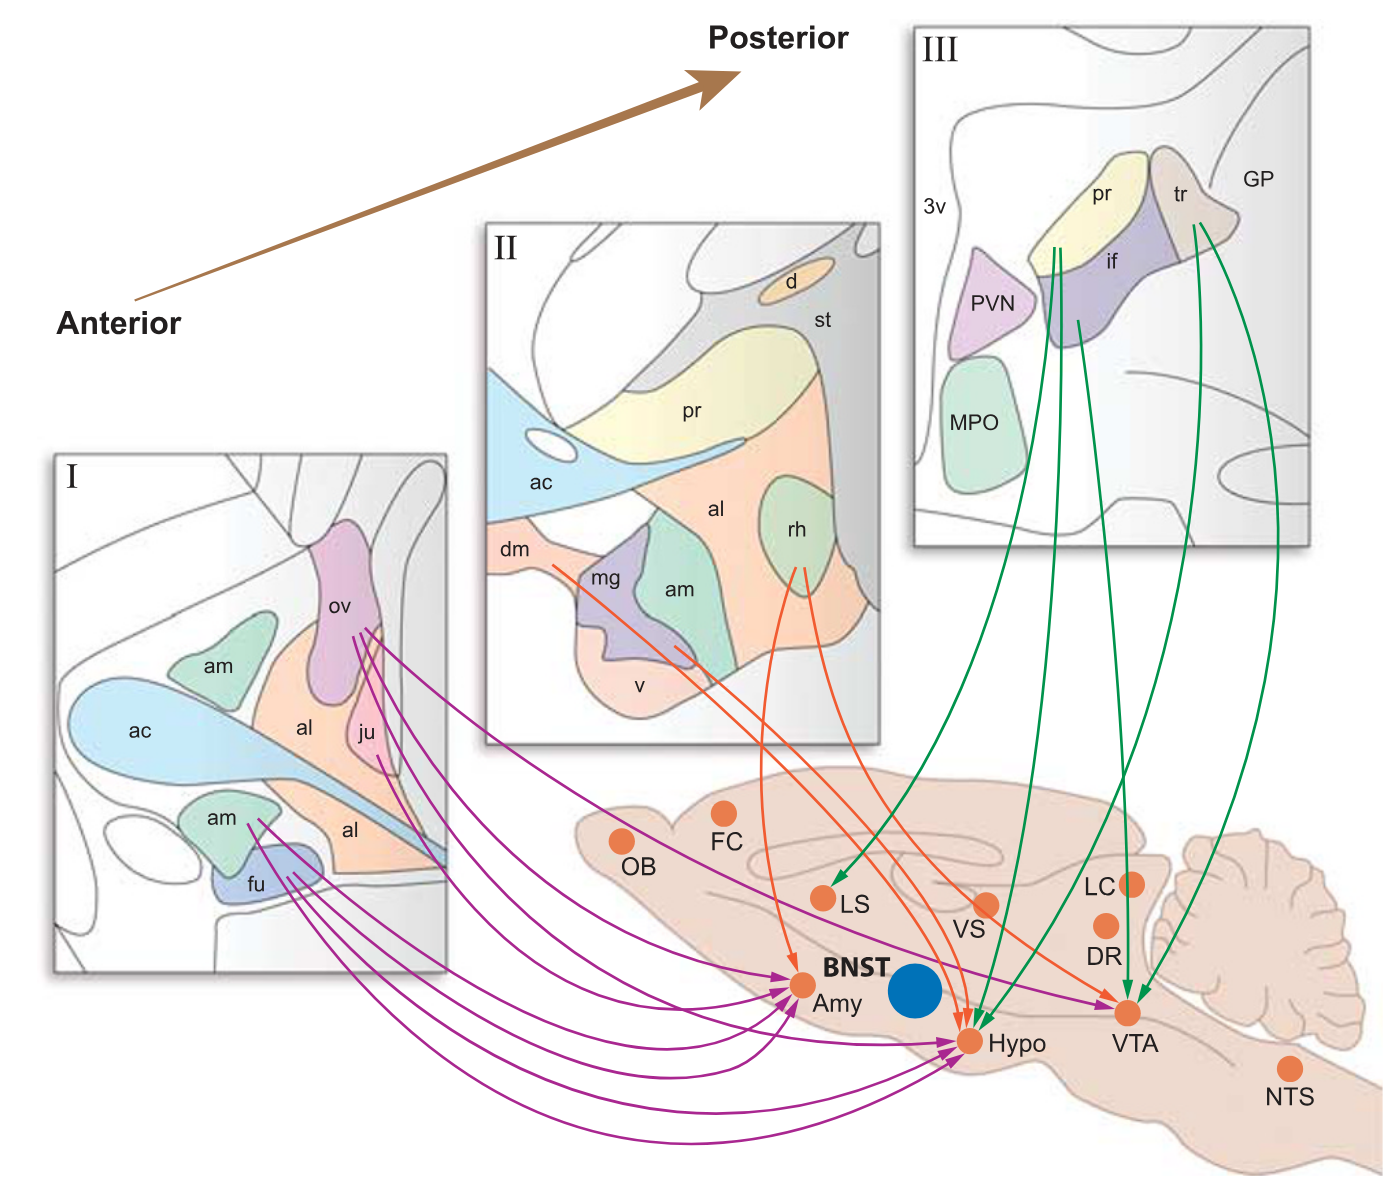 Posterior
Anterior
III
3v
pr
tr
GP
if
PVN
MPO
II
d
st
pr
ac
al
rh
dm
mg
am
v
I
ov
am
ac
al
ju
am
al
fu
OB
FC
LS
VS
LC
DR
BNST
Amy
Hypo
VTA
NTS